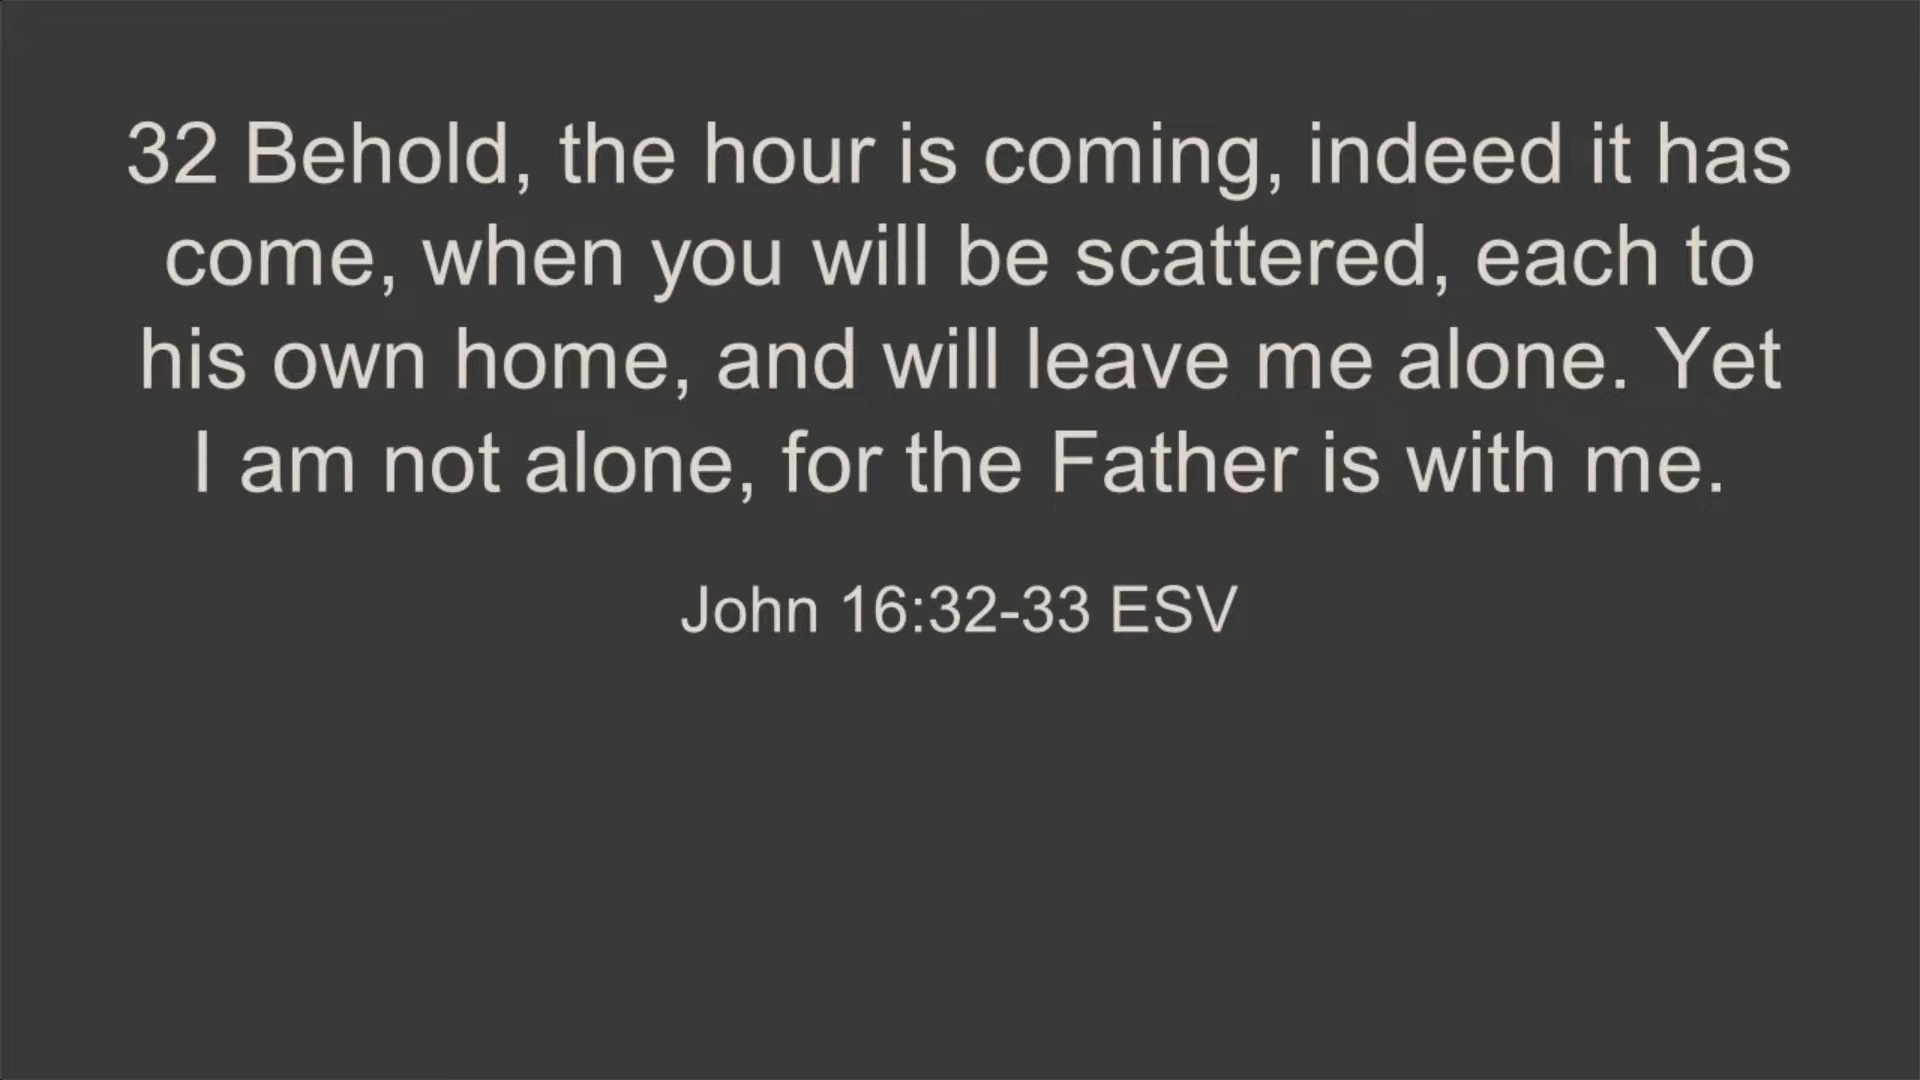 32 Behold, the hour is coming, indeed it has
come, when you will be scattered, each to
his own home, and will leave me alone. Yet
I am not alone, for the Father is with me.
John 16:32-33 ESV